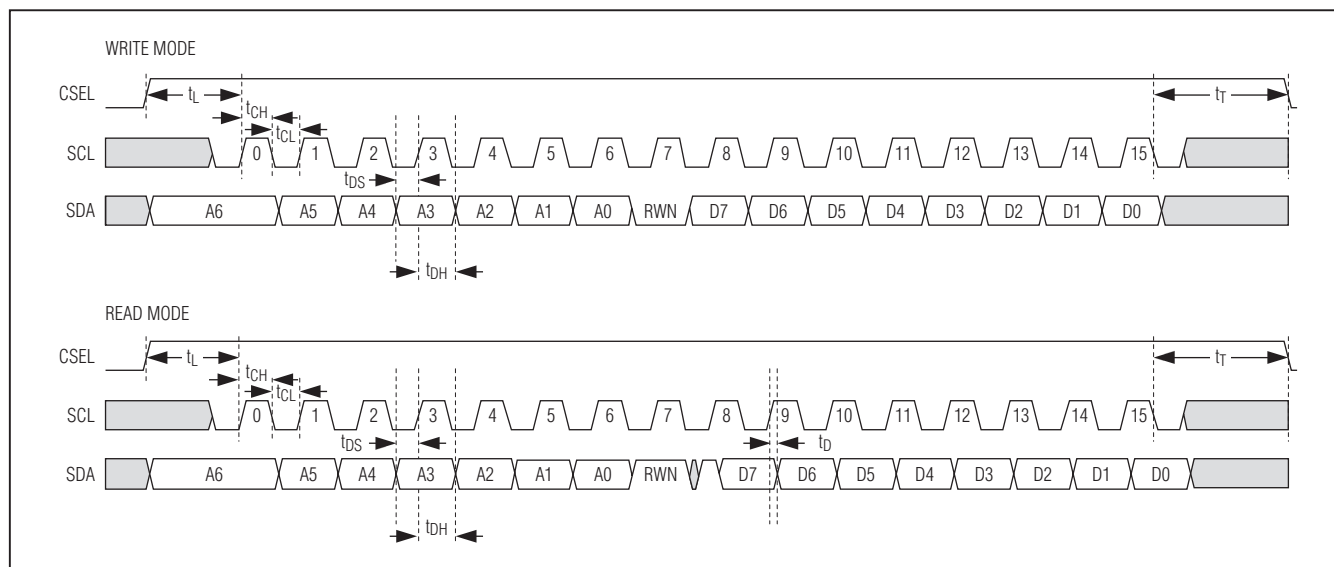 WRITE MODE
CSEL tL tT
tCH
tCL
SCL 0 1 2 3 4 5 6 7 8 9 10 11 12 13 14 15
tDS
SDA A6 A5 A4 A3 A2 A1 A0 RWN D7 D6 D5 D4 D3 D2 D1 D0
tDH
READ MODE
CSEL tL tT
tCH
tCL
SCL 0 1 2 3 4 5 6 7 8 9 10 11 12 13 14 15
tDS tD
SDA A6 A5 A4 A3 A2 A1 A0 RWN D7 D6 D5 D4 D3 D2 D1 D0
tDH